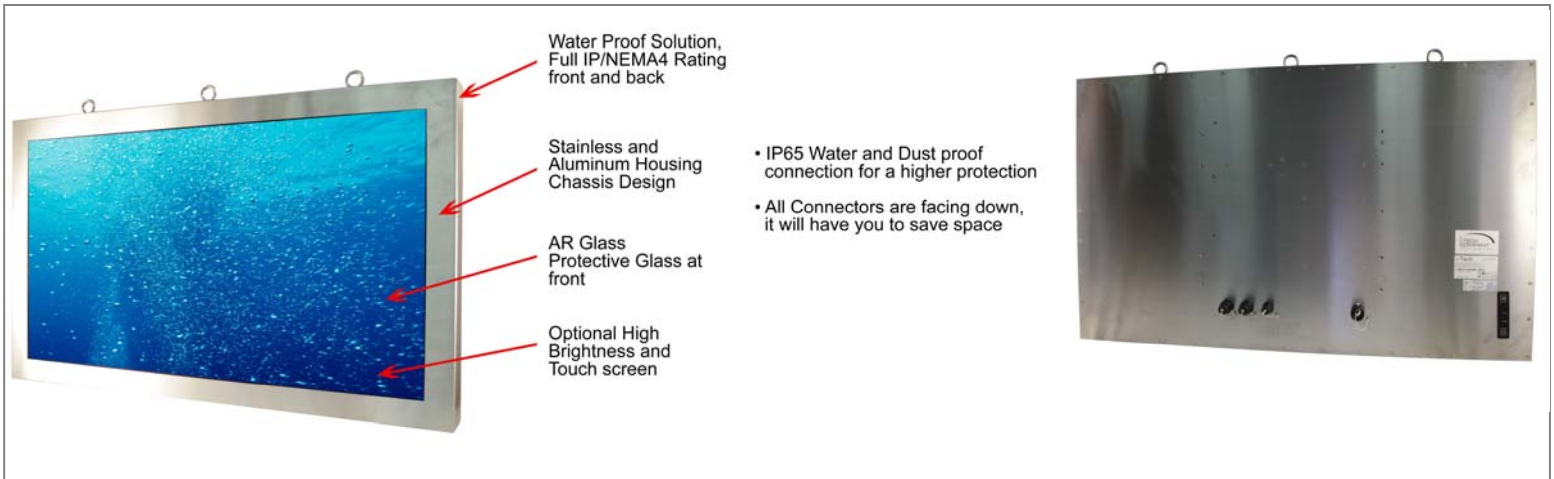 Water Proof Solution,
Full IP/NEMA4 Rating
front and back
Stainless and
Aluminum Housing
Chassis Design
AR Glass
Protective Glass at
front
Optional High
Brightness and
Touch screen
• IP65 Water and Dust proof
connection for a higher protection
• All Connectors are facing down,
it will have you to save space